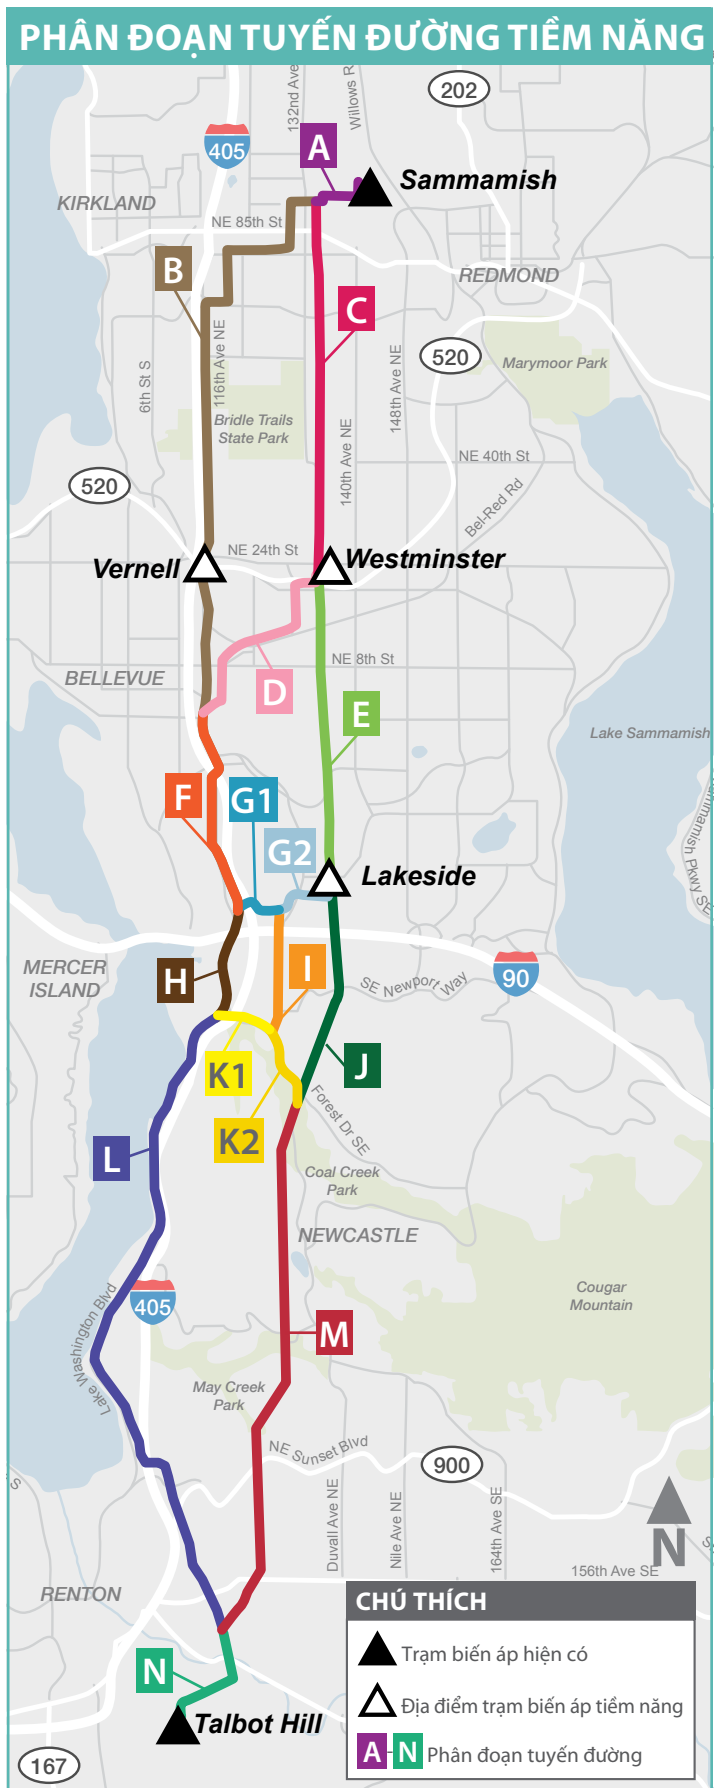 PHÂN ĐOẠN TUYẾN ĐƯỜNG TIỀM NĂNG
132nd Ave
Willows R
202
405
A
Sammamish
KIRKLAND
NE 85th St
B
REDMOND
C
520
6th St S
116th Ave NE
148th Ave NE
Marymoor Park
Bridle Trails
State Park
140th Ave NE
NE 40th St
520
Bel-Red Rd
Vernell
NE 24th St
Westminster
BELLEVUE
NE 8th St
D
E
Lake Sammamish
F
G1
G2
Lakeside
mmamish Pkwy SE
MERCER
ISLAND
H
I
SE Newport Way
90
K1
J
K2
Forest Dr SE
L
Coal Creek
Park
NEWCASTLE
Lake Washington Blvd
405
Cougar
Mountain
M
May Creek
Park
NE Sunset Blvd
900
S
Duvall Ave NE
Nile Ave NE
164th Ave SE
N
156th Ave SE
RENTON
CHÚ THÍCH
Trạm biến áp hiện có
N
Địa điểm trạm biến áp tiềm năng
Talbot Hill
A - N Phân đoạn tuyến đường
167